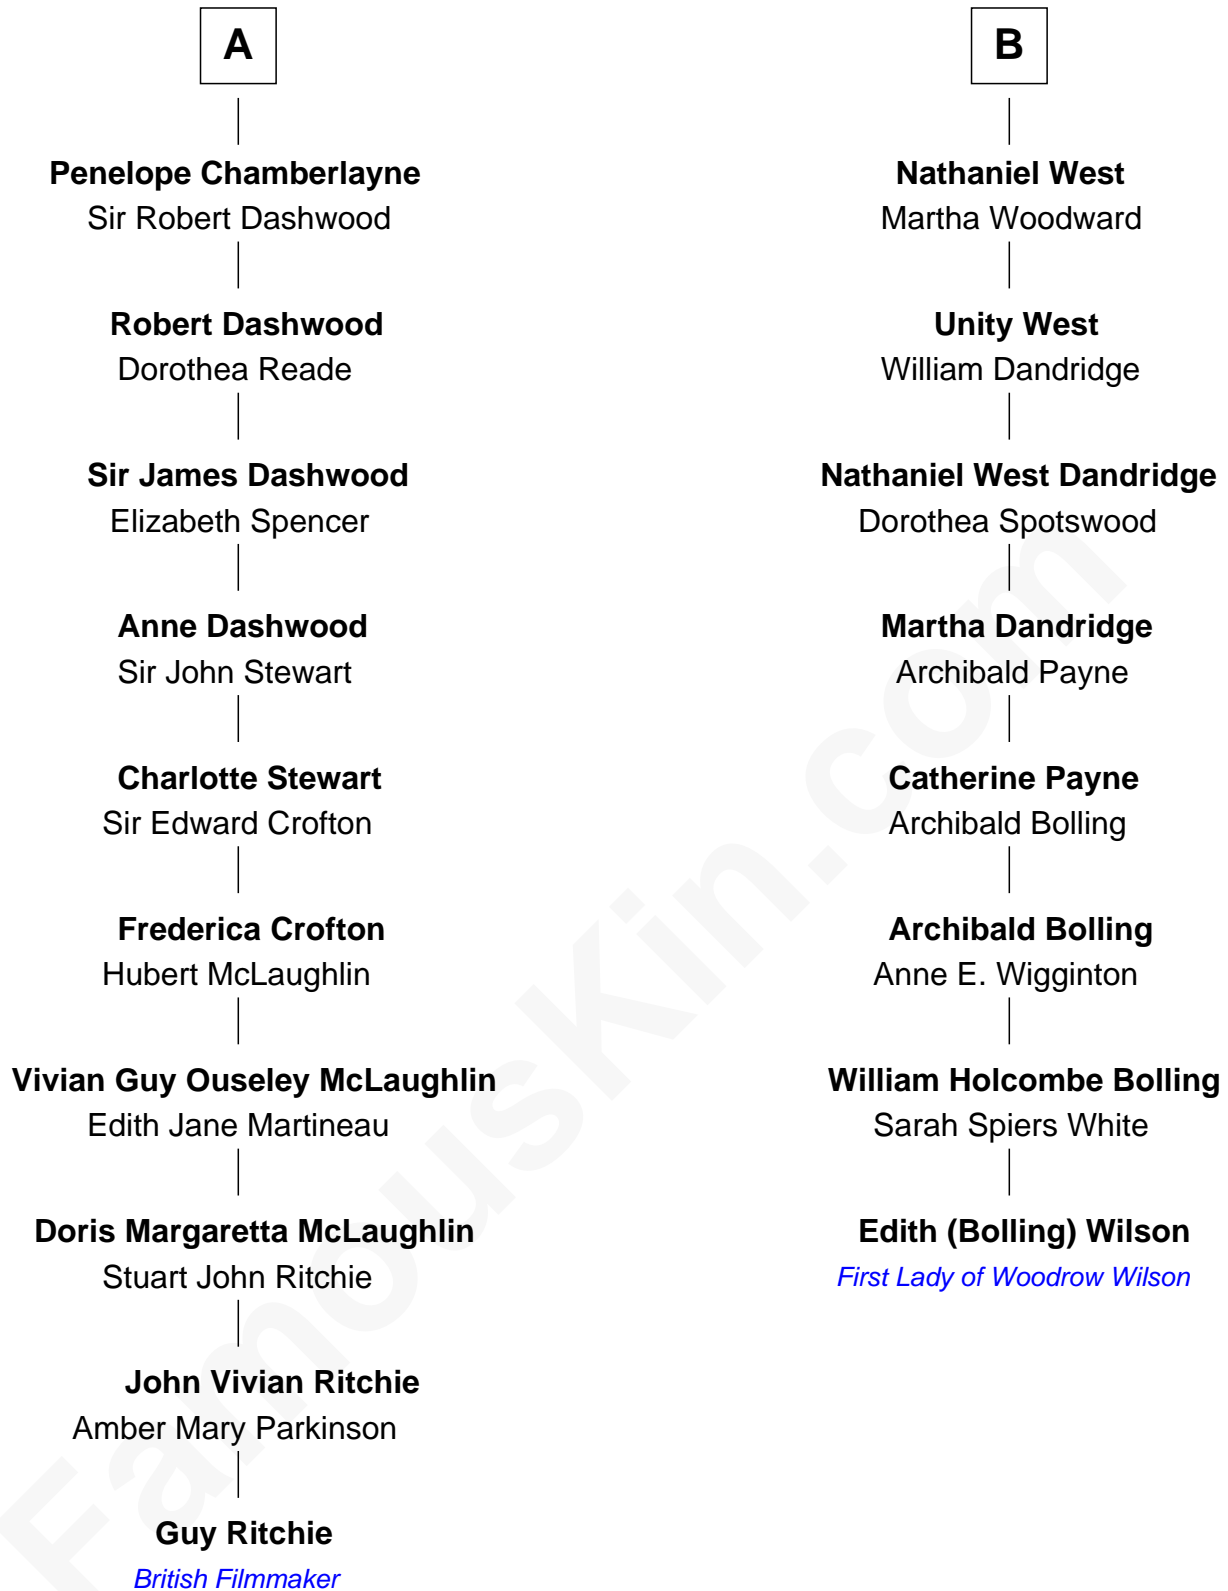 A
Penelope Chamberlayne
Sir Robert Dashwood
Robert Dashwood
Dorothea Reade
Sir James Dashwood
Elizabeth Spencer
Anne Dashwood
Sir John Stewart
Charlotte Stewart
Sir Edward Crofton
Frederica Crofton
Hubert McLaughlin
Vivian Guy Ouseley McLaughlin
Edith Jane Martineau
Doris Margaretta McLaughlin
Stuart John Ritchie
John Vivian Ritchie
Amber Mary Parkinson
Guy Ritchie
British Filmmaker
B
Nathaniel West
Martha Woodward
Unity West
William Dandridge
Nathaniel West Dandridge
Dorothea Spotswood
Martha Dandridge
Archibald Payne
Catherine Payne
Archibald Bolling
Archibald Bolling
Anne E. Wigginton
William Holcombe Bolling
Sarah Spiers White
Edith (Bolling) Wilson
First Lady of Woodrow Wilson
FamousKin.com